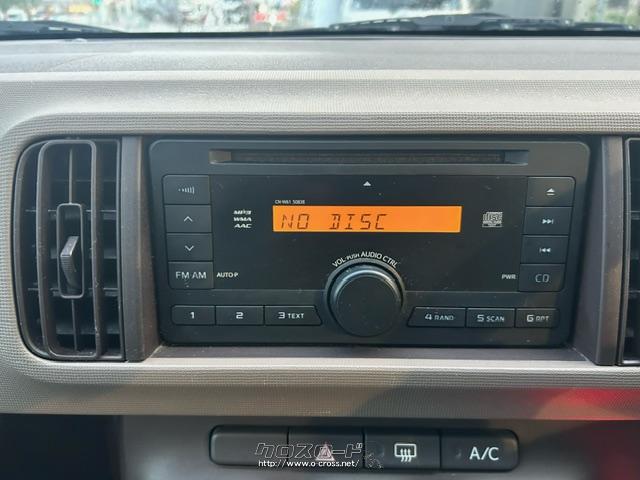 CN-W61 50838
MP3
WMA
AAC
NO DISC
VOL-PUSH AUDIO CTRL
FM AM
AUTO-P
PWR
CD
1
2
3 TEXT
4 RAND
5 SCAN
6 RPT
A/C
クロスロード
http://www.o-cross.net/